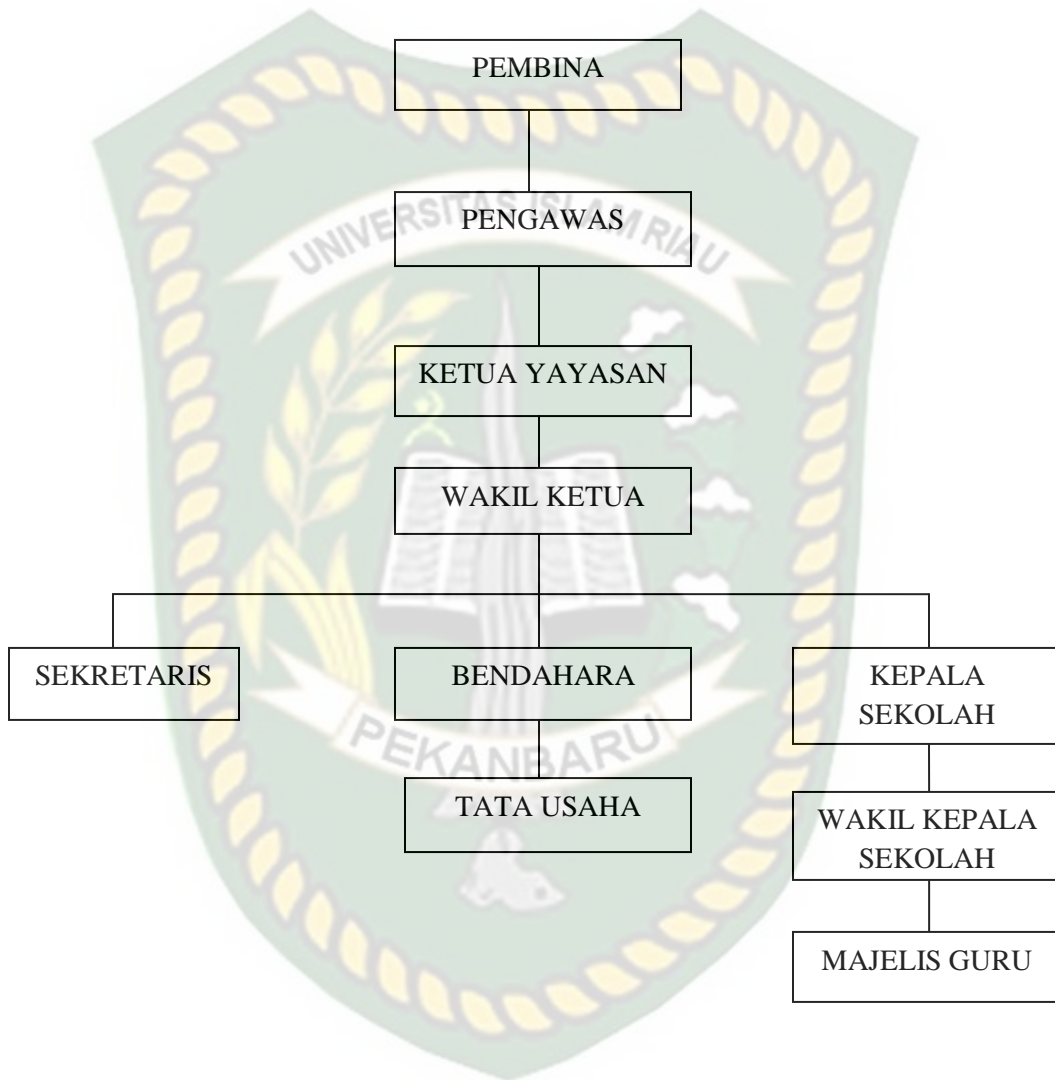 PEMBINA
UNIVERSITAS ISLAM RIAU
PENGAWAS
KETUA YAYASAN
WAKIL KETUA
SEKRETARIS
BENDAHARA
KEPALA
SEKOLAH
PEKANBARU
TATA USAHA
WAKIL KEPALA
SEKOLAH
MAJELIS GURU